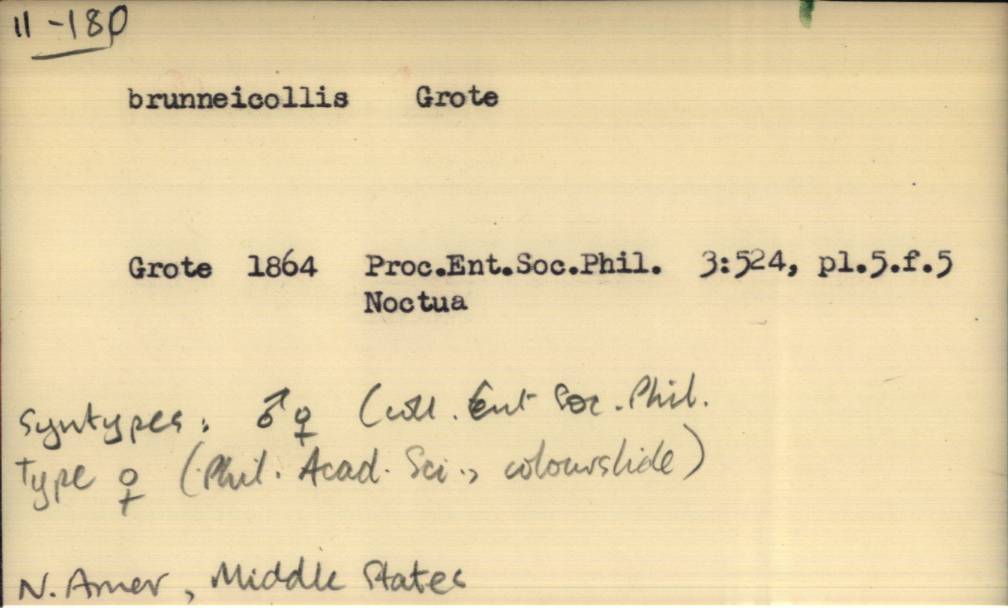 11-180
brunneicollis Grote
Grote 1864 Proc.Ent.Soc.Phil. 3:524, pl.5.f.5
Noctua
Syntypes: ♂♀ (coll. Ent Soc. Phil.
Type ♀ (Phil. Acad. Sci., colourslide)
N. Amer, Middle States